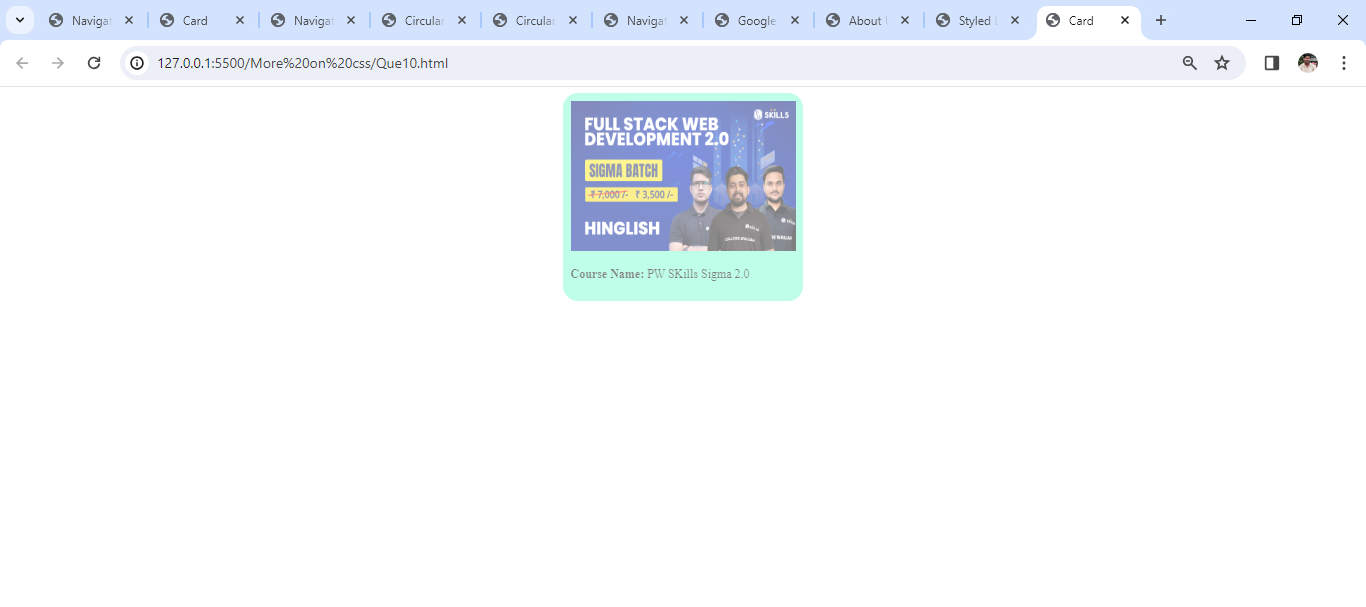 Navigat Card Navigat Circular Circular Navigat Google About Styled Card
127.0.0.1:5500/More%20on%20css/Que10.html
SKILLS
FULL STACK WEB
DEVELOPMENT 2.0
SIGMA BATCH
₹ 7,000 /- ₹ 3,500 /-
HINGLISH
Course Name: PW SKills Sigma 2.0